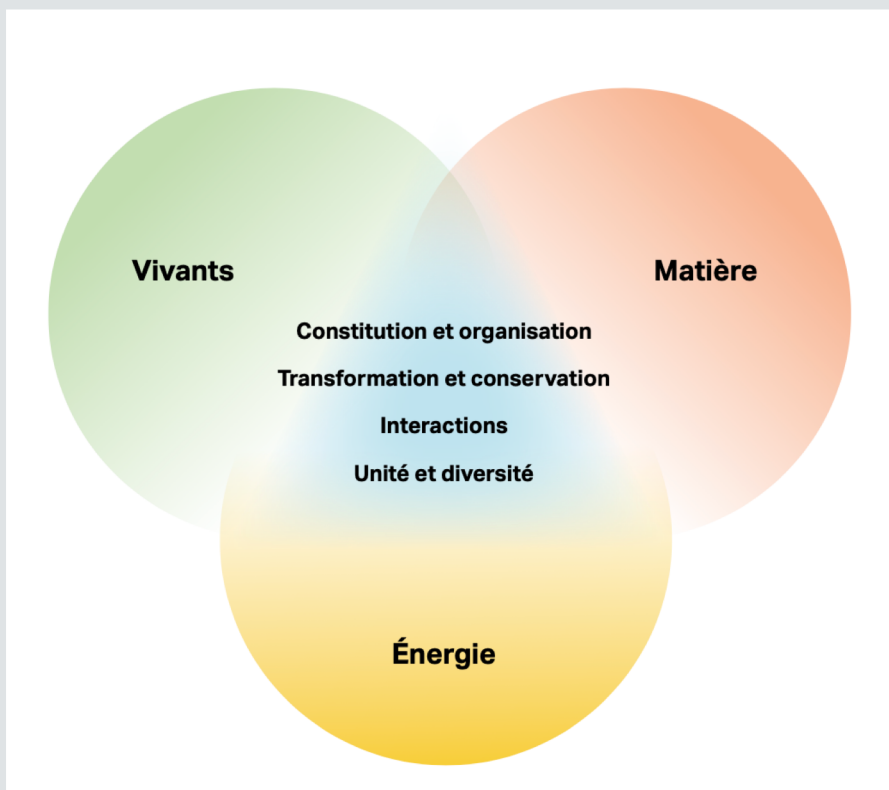 Vivants
Matière
Constitution et organisation
Transformation et conservation
Interactions
Unité et diversité
Énergie